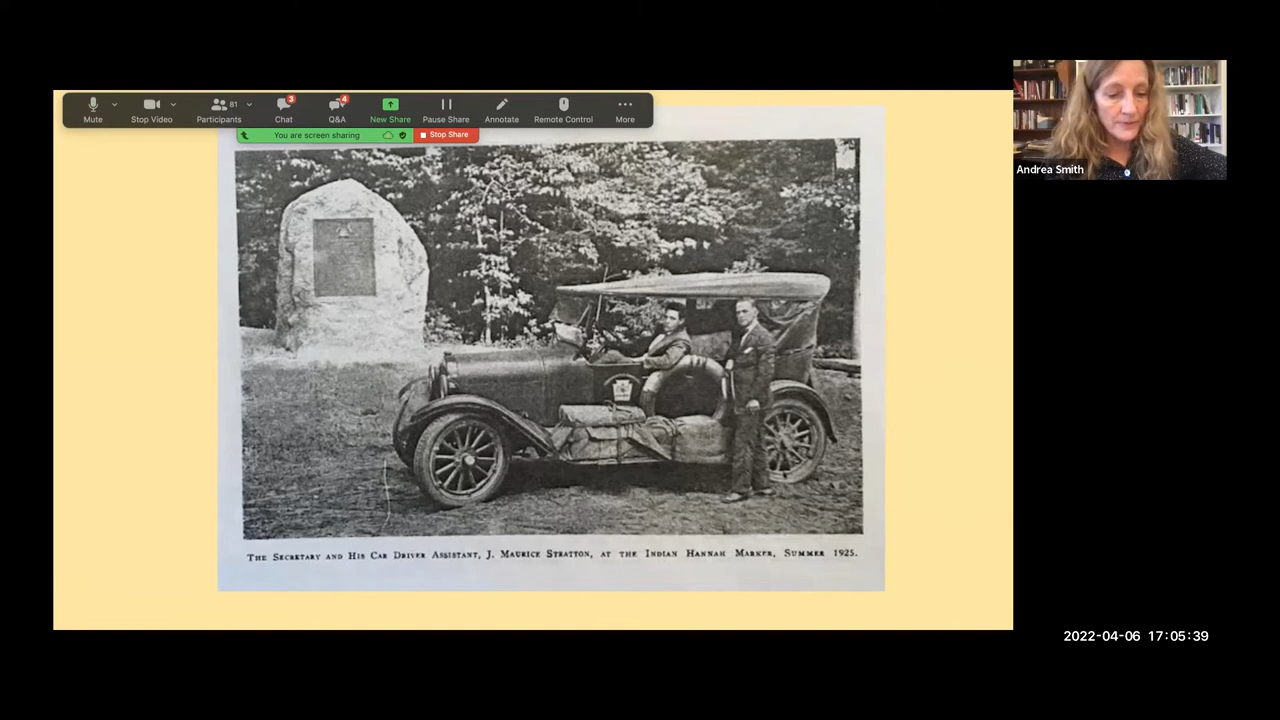 Mute
Stop Video
81
Participants
3
Chat
4
Q&A
New Share
Pause Share
Annotate
Remote Control
More
You are screen sharing
Stop Share
Andrea Smith
The Secretary and His Car Driver Assistant, J. Maurice Stratton, at the Indian Hannah Marker, Summer 1925.
2022-04-06 17:05:39